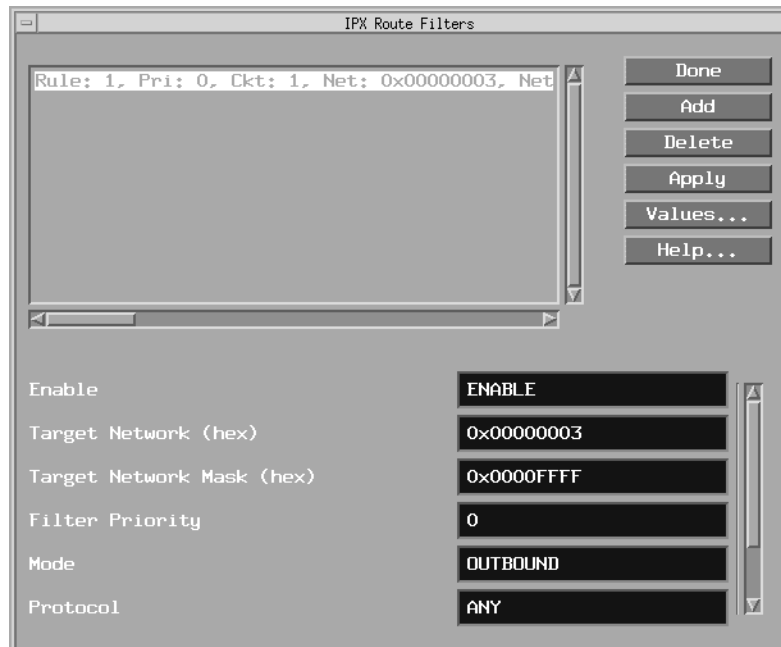 IPX Route Filters
Rule: 1, Pri: 0, Ckt: 1, Net: 0x00000003, Net
Done
Add
Delete
Apply
Values...
Help...
Enable
ENABLE
Target Network (hex)
0x00000003
Target Network Mask (hex)
0x0000FFFF
Filter Priority
0
Mode
OUTBOUND
Protocol
ANY